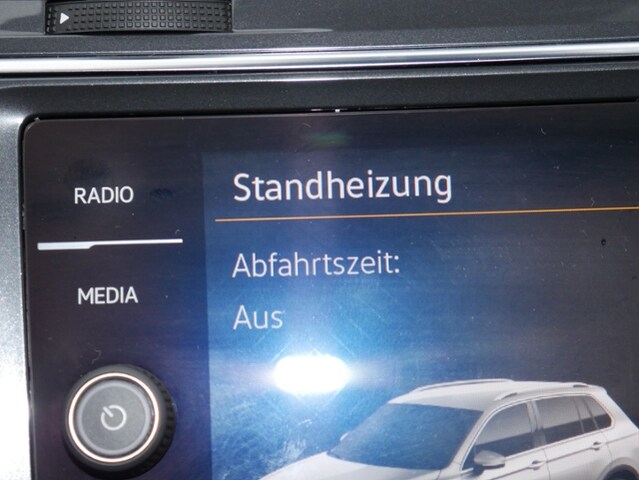 RADIO
MEDIA
Standheizung
Abfahrtszeit:
Aus